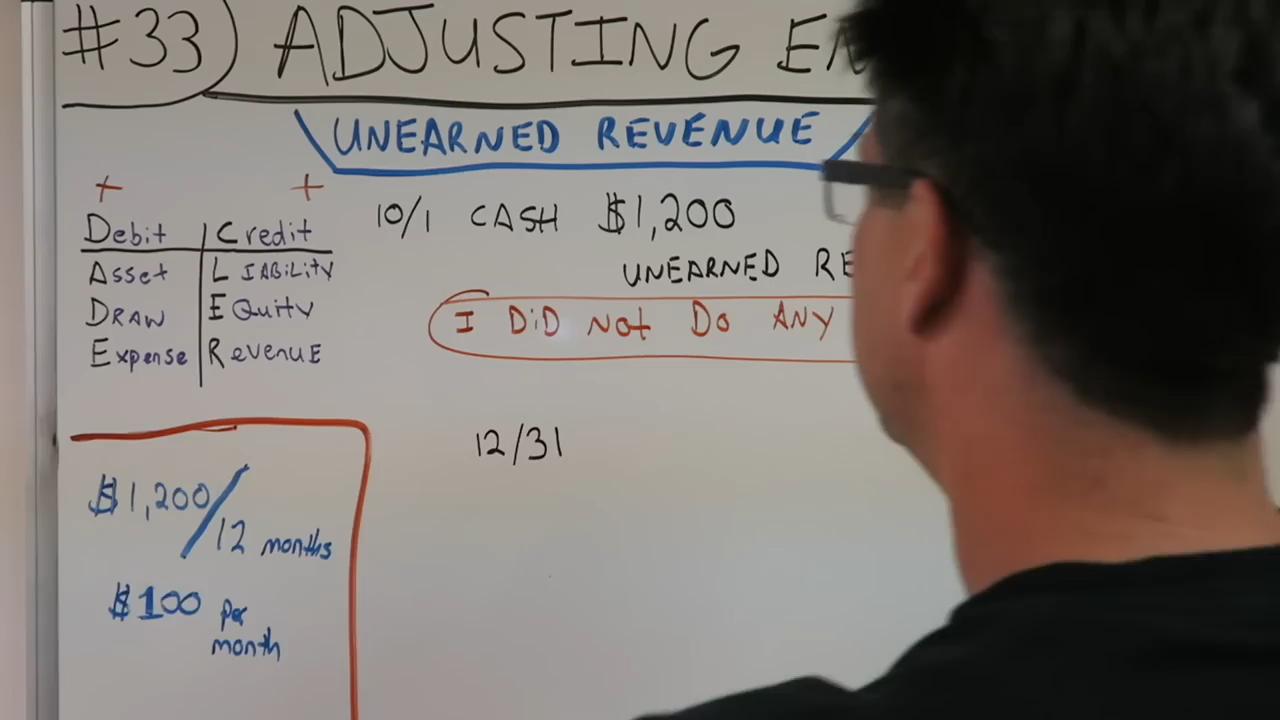 #33) ADJUSTING EN
UNEARNED REVENUE
+ +
Debit Credit
Asset LIABiLiTY
DRAW EQuity
Expense RevenuE
10/1 CASH $1,200
UNEARNED RE
I DiD Not Do ANY
12/31
$1,200/12 months
$100 per month